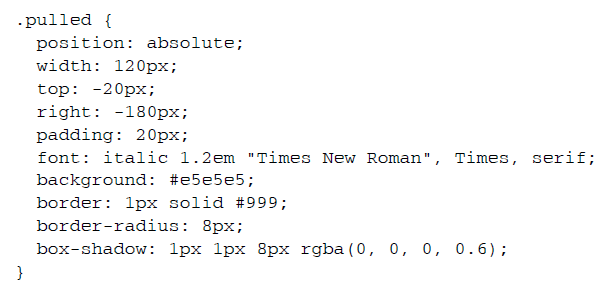 .pulled {
  position: absolute;
  width: 120px;
  top: -20px;
  right: -180px;
  padding: 20px;
  font: italic 1.2em "Times New Roman", Times, serif;
  background: #e5e5e5;
  border: 1px solid #999;
  border-radius: 8px;
  box-shadow: 1px 1px 8px rgba(0, 0, 0, 0.6);
}